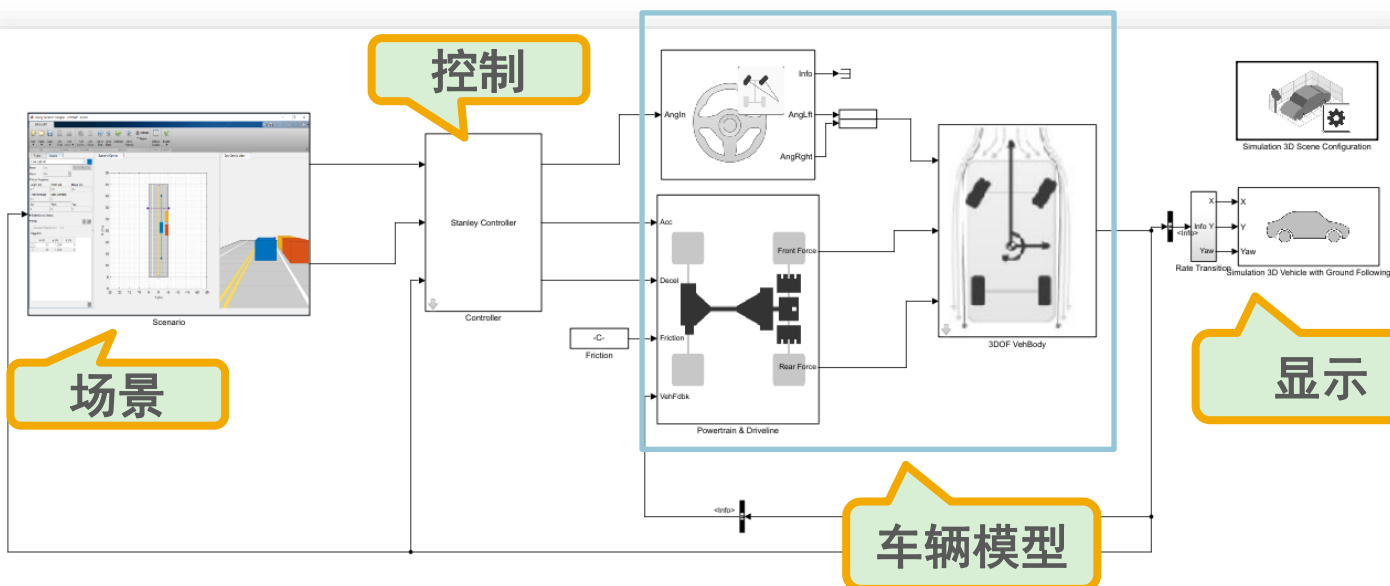 控制
Info
AngIn
AngLft
AngRght
Simulation 3D Scene Configuration
Stanley Controller
Controller
Scenario
场景
Acc
Decel
Friction
VehFdbk
Front Force
Rear Force
Powertrain & Driveline
-C-
Friction
3DOF VehBody
<Info>
Info
X
Y
Yaw
Rate Transition
X
Y
Yaw
Simulation 3D Vehicle with Ground Following
显示
<Info>
车辆模型